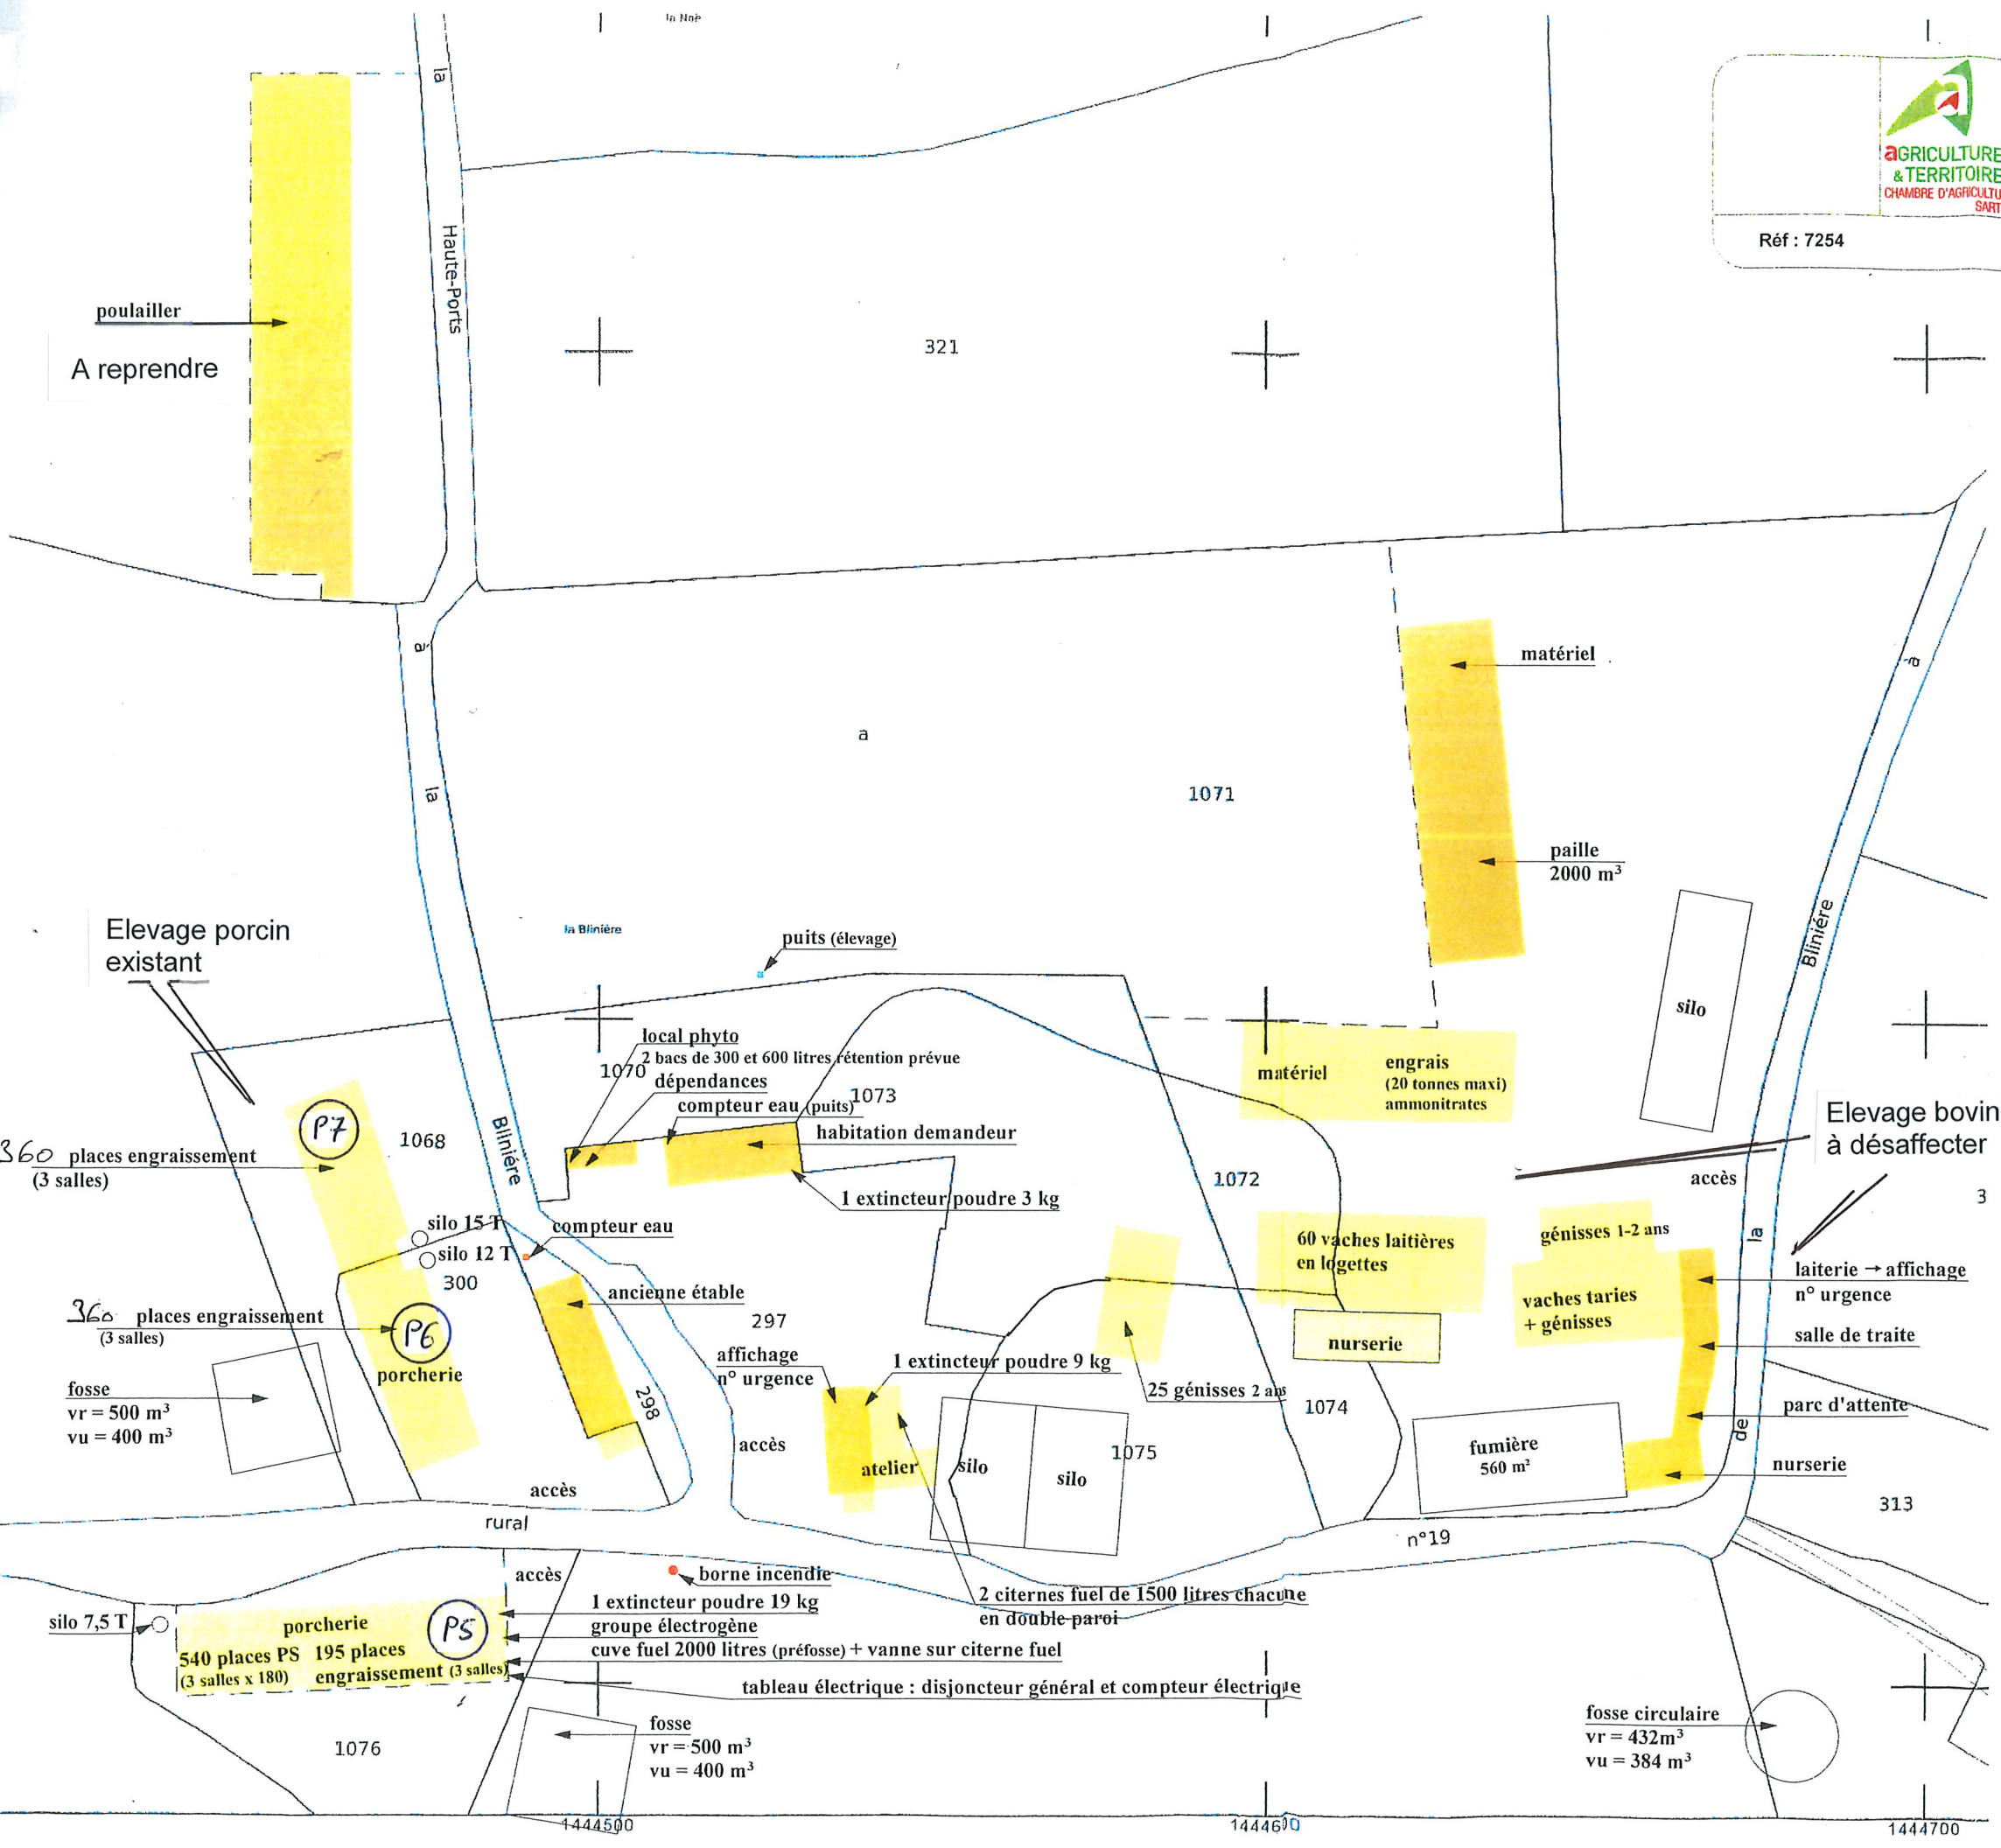 la Noë
la
aGRICULTURE
& TERRITOIRE
CHAMBRE D'AGRICULTU
SART
Réf : 7254
Haute-Ports
poulailler
A reprendre
321
à
matériel
à
a
la
1071
paille
2000 m³
Elevage porcin
existant
la Blinière
puits (élevage)
Bliniére
silo
local phyto
2 bacs de 300 et 600 litres rétention prévue
1070
dépendances
compteur eau (puits)
1073
habitation demandeur
matériel
engrais
(20 tonnes maxi)
ammonitrates
Elevage bovin
à désaffecter
P7
1068
Bliniére
360 places engraissement
(3 salles)
1 extincteur poudre 3 kg
1072
accès
3
silo 15 T
silo 12 T
compteur eau
300
60 vaches laitières
en logettes
génisses 1-2 ans
la
laiterie → affichage
n° urgence
ancienne étable
vaches taries
+ génisses
360 places engraissement
(3 salles)
P6
porcherie
297
nurserie
salle de traite
affichage
n° urgence
1 extincteur poudre 9 kg
fosse
vr = 500 m³
vu = 400 m³
298
25 génisses 2 ans
1074
parc d'attente
de
accès
atelier
silo
silo
1075
fumière
560 m²
nurserie
accès
313
rural
n°19
accès
borne incendie
2 citernes fuel de 1500 litres chacune
en double paroi
silo 7,5 T
porcherie
P5
540 places PS 195 places
(3 salles x 180) engraissement (3 salles)
1 extincteur poudre 19 kg
groupe électrogène
cuve fuel 2000 litres (préfosse) + vanne sur citerne fuel
tableau électrique : disjoncteur général et compteur électrique
fosse
vr = 500 m³
vu = 400 m³
fosse circulaire
vr = 432m³
vu = 384 m³
1076
1444500
1444600
1444700